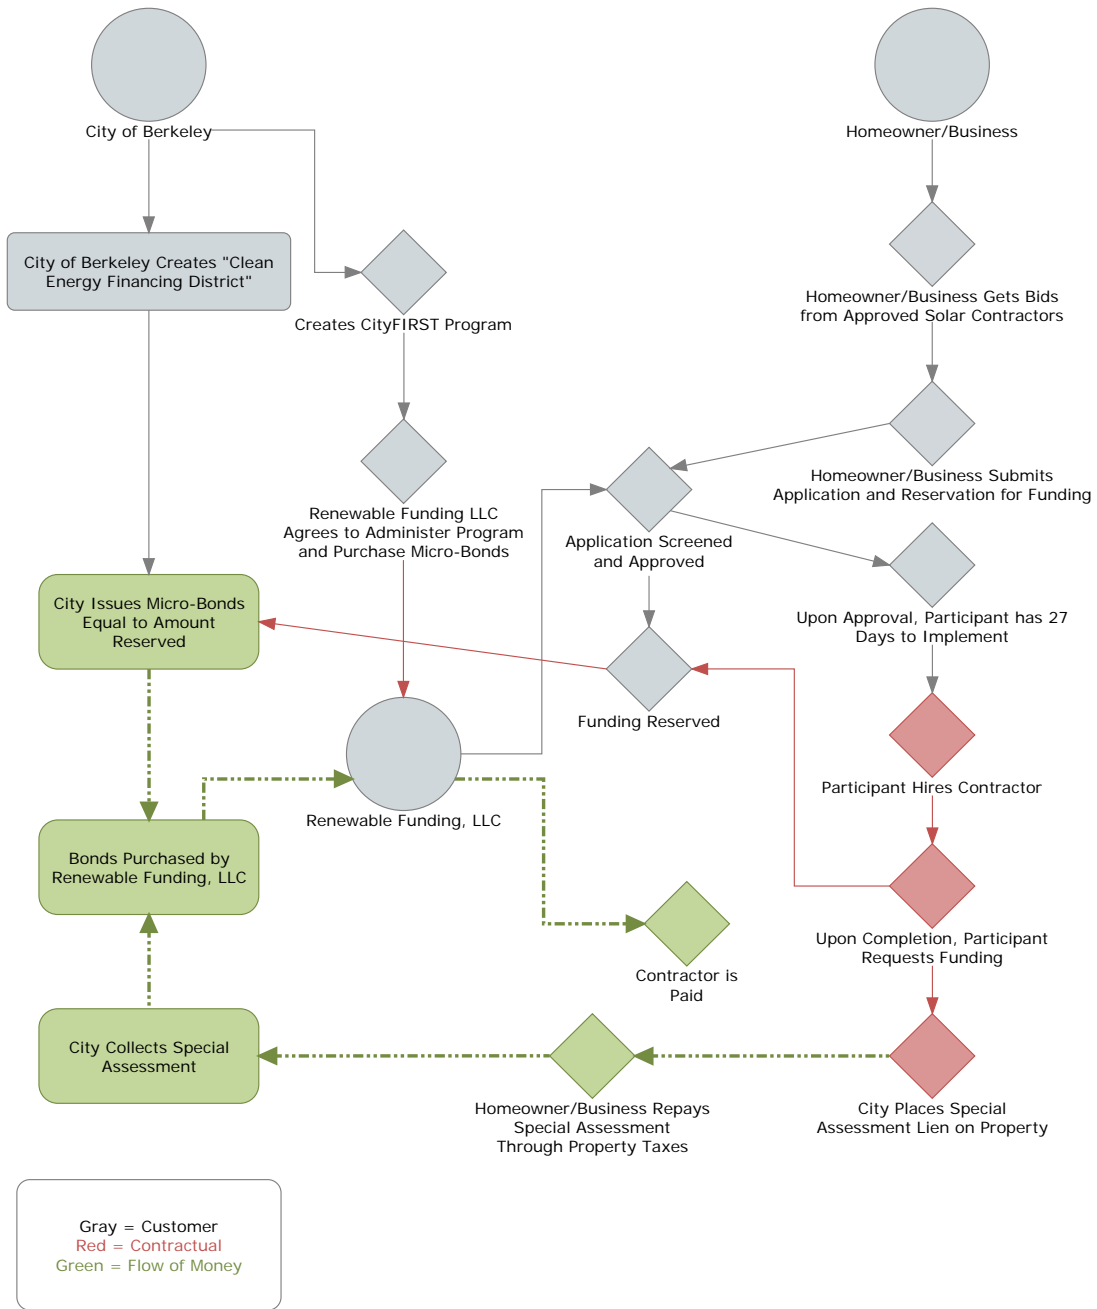 City of Berkeley
Homeowner/Business
City of Berkeley Creates "Clean
Energy Financing District"
Creates CityFIRST Program
Homeowner/Business Gets Bids
from Approved Solar Contractors
Homeowner/Business Submits
Application and Reservation for Funding
Renewable Funding LLC
Agrees to Administer Program
and Purchase Micro-Bonds
Application Screened
and Approved
Upon Approval, Participant has 27
Days to Implement
City Issues Micro-Bonds
Equal to Amount
Reserved
Funding Reserved
Participant Hires Contractor
Renewable Funding, LLC
Bonds Purchased by
Renewable Funding, LLC
Upon Completion, Participant
Requests Funding
Contractor is
Paid
City Collects Special
Assessment
Homeowner/Business Repays
Special Assessment
Through Property Taxes
City Places Special
Assessment Lien on Property
Gray = Customer
Red = Contractual
Green = Flow of Money